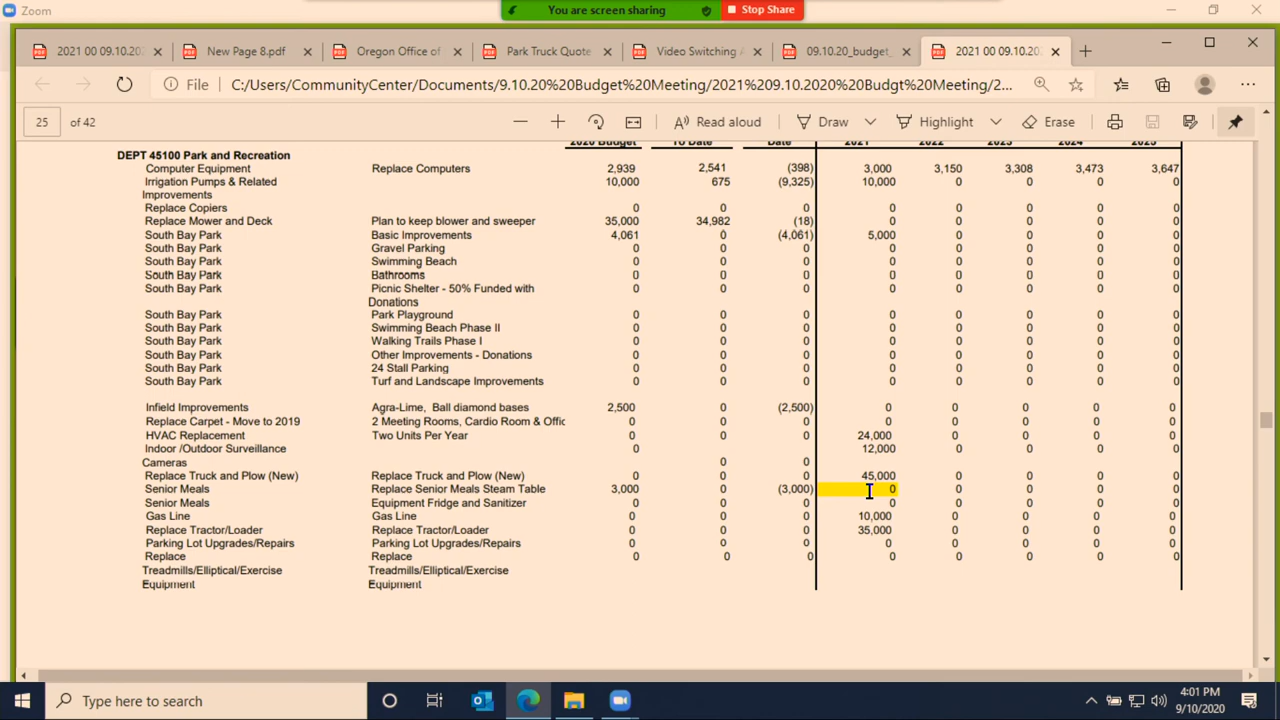 Zoom
You are screen sharing
Stop Share
2021 00 09.10.20
New Page 8.pdf
Oregon Office of
Park Truck Quote
Video Switching
09.10.20_budget_
2021 00 09.10.20
File C:/Users/CommunityCenter/Documents/9.10.20%20Budget%20Meeting/2021%209.10.2020%20Budgt%20Meeting/2...
25 of 42
Read aloud
Draw
Highlight
Erase
2020 Budget To Date Date 2021 2022 2023 2024 2025
DEPT 45100 Park and Recreation
Computer Equipment Replace Computers 2,939 2,541 (398) 3,000 3,150 3,308 3,473 3,647
Irrigation Pumps & Related 10,000 675 (9,325) 10,000 0 0 0 0
Improvements
Replace Copiers 0 0 0 0 0 0 0 0
Replace Mower and Deck Plan to keep blower and sweeper 35,000 34,982 (18) 0 0 0 0 0
South Bay Park Basic Improvements 4,061 0 (4,061) 5,000 0 0 0 0
South Bay Park Gravel Parking 0 0 0 0 0 0 0 0
South Bay Park Swimming Beach 0 0 0 0 0 0 0 0
South Bay Park Bathrooms 0 0 0 0 0 0 0 0
South Bay Park Picnic Shelter - 50% Funded with 0 0 0 0 0 0 0 0
Donations
South Bay Park Park Playground 0 0 0 0 0 0 0 0
South Bay Park Swimming Beach Phase II 0 0 0 0 0 0 0 0
South Bay Park Walking Trails Phase I 0 0 0 0 0 0 0 0
South Bay Park Other Improvements - Donations 0 0 0 0 0 0 0 0
South Bay Park 24 Stall Parking 0 0 0 0 0 0 0 0
South Bay Park Turf and Landscape Improvements 0 0 0 0 0 0 0 0
Infield Improvements Agra-Lime, Ball diamond bases 2,500 0 (2,500) 0 0 0 0 0
Replace Carpet - Move to 2019 2 Meeting Rooms, Cardio Room & Offic 0 0 0 0 0 0 0 0
HVAC Replacement Two Units Per Year 0 0 0 24,000 0 0 0 0
Indoor /Outdoor Surveillance 0 12,000 0 0 0 0
Cameras 0 0
Replace Truck and Plow (New) Replace Truck and Plow (New) 0 0 0 45,000 0 0 0 0
Senior Meals Replace Senior Meals Steam Table 3,000 0 (3,000) 0 0 0 0 0
Senior Meals Equipment Fridge and Sanitizer 0 0 0 0 0 0 0 0
Gas Line Gas Line 0 0 0 10,000 0 0 0 0
Replace Tractor/Loader Replace Tractor/Loader 0 0 0 35,000 0 0 0 0
Parking Lot Upgrades/Repairs Parking Lot Upgrades/Repairs 0 0 0 0 0 0 0 0
Replace Replace 0 0 0 0 0 0 0 0
Treadmills/Elliptical/Exercise Treadmills/Elliptical/Exercise
Equipment Equipment
Type here to search
4:01 PM
9/10/2020